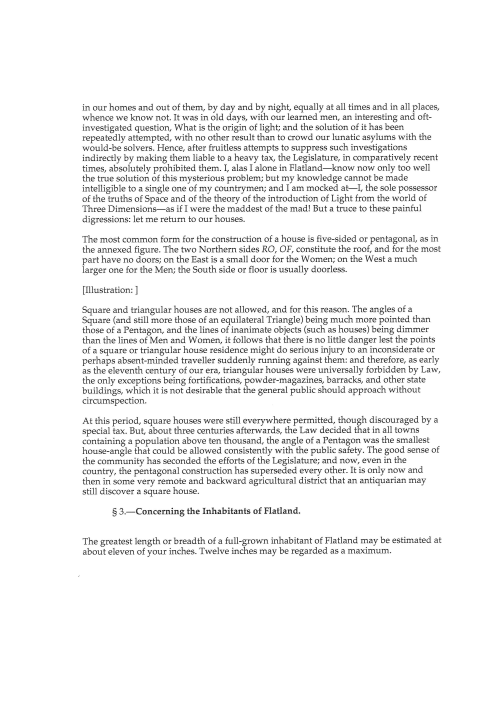 in our homes and out of them, by day and by night, equally at all times and in all places,
whence we know not. It was in old days, with our learned men, an interesting and oft-
investigated question, What is the origin of light; and the solution of it has been
repeatedly attempted, with no other result than to crowd our lunatic asylums with the
would-be solvers. Hence, after fruitless attempts to suppress such investigations
indirectly by making them liable to a heavy tax, the Legislature, in comparatively recent
times, absolutely prohibited them. I, alas I alone in Flatland—know now only too well
the true solution of this mysterious problem; but my knowledge cannot be made
intelligible to a single one of my countrymen; and I am mocked at—I, the sole possessor
of the truths of Space and of the theory of the introduction of Light from the world of
Three Dimensions—as if I were the maddest of the mad! But a truce to these painful
digressions: let me return to our houses.
The most common form for the construction of a house is five-sided or pentagonal, as in
the annexed figure. The two Northern sides RO, OF, constitute the roof, and for the most
part have no doors; on the East is a small door for the Women; on the West a much
larger one for the Men; the South side or floor is usually doorless.
[Illustration: ]
Square and triangular houses are not allowed, and for this reason. The angles of a
Square (and still more those of an equilateral Triangle) being much more pointed than
those of a Pentagon, and the lines of inanimate objects (such as houses) being dimmer
than the lines of Men and Women, it follows that there is no little danger lest the points
of a square or triangular house residence might do serious injury to an inconsiderate or
perhaps absent-minded traveller suddenly running against them: and therefore, as early
as the eleventh century of our era, triangular houses were universally forbidden by Law,
the only exceptions being fortifications, powder-magazines, barracks, and other state
buildings, which it is not desirable that the general public should approach without
circumspection.
At this period, square houses were still everywhere permitted, though discouraged by a
special tax. But, about three centuries afterwards, the Law decided that in all towns
containing a population above ten thousand, the angle of a Pentagon was the smallest
house-angle that could be allowed consistently with the public safety. The good sense of
the community has seconded the efforts of the Legislature; and now, even in the
country, the pentagonal construction has superseded every other. It is only now and
then in some very remote and backward agricultural district that an antiquarian may
still discover a square house.
§ 3.—Concerning the Inhabitants of Flatland.
The greatest length or breadth of a full-grown inhabitant of Flatland may be estimated at
about eleven of your inches. Twelve inches may be regarded as a maximum.